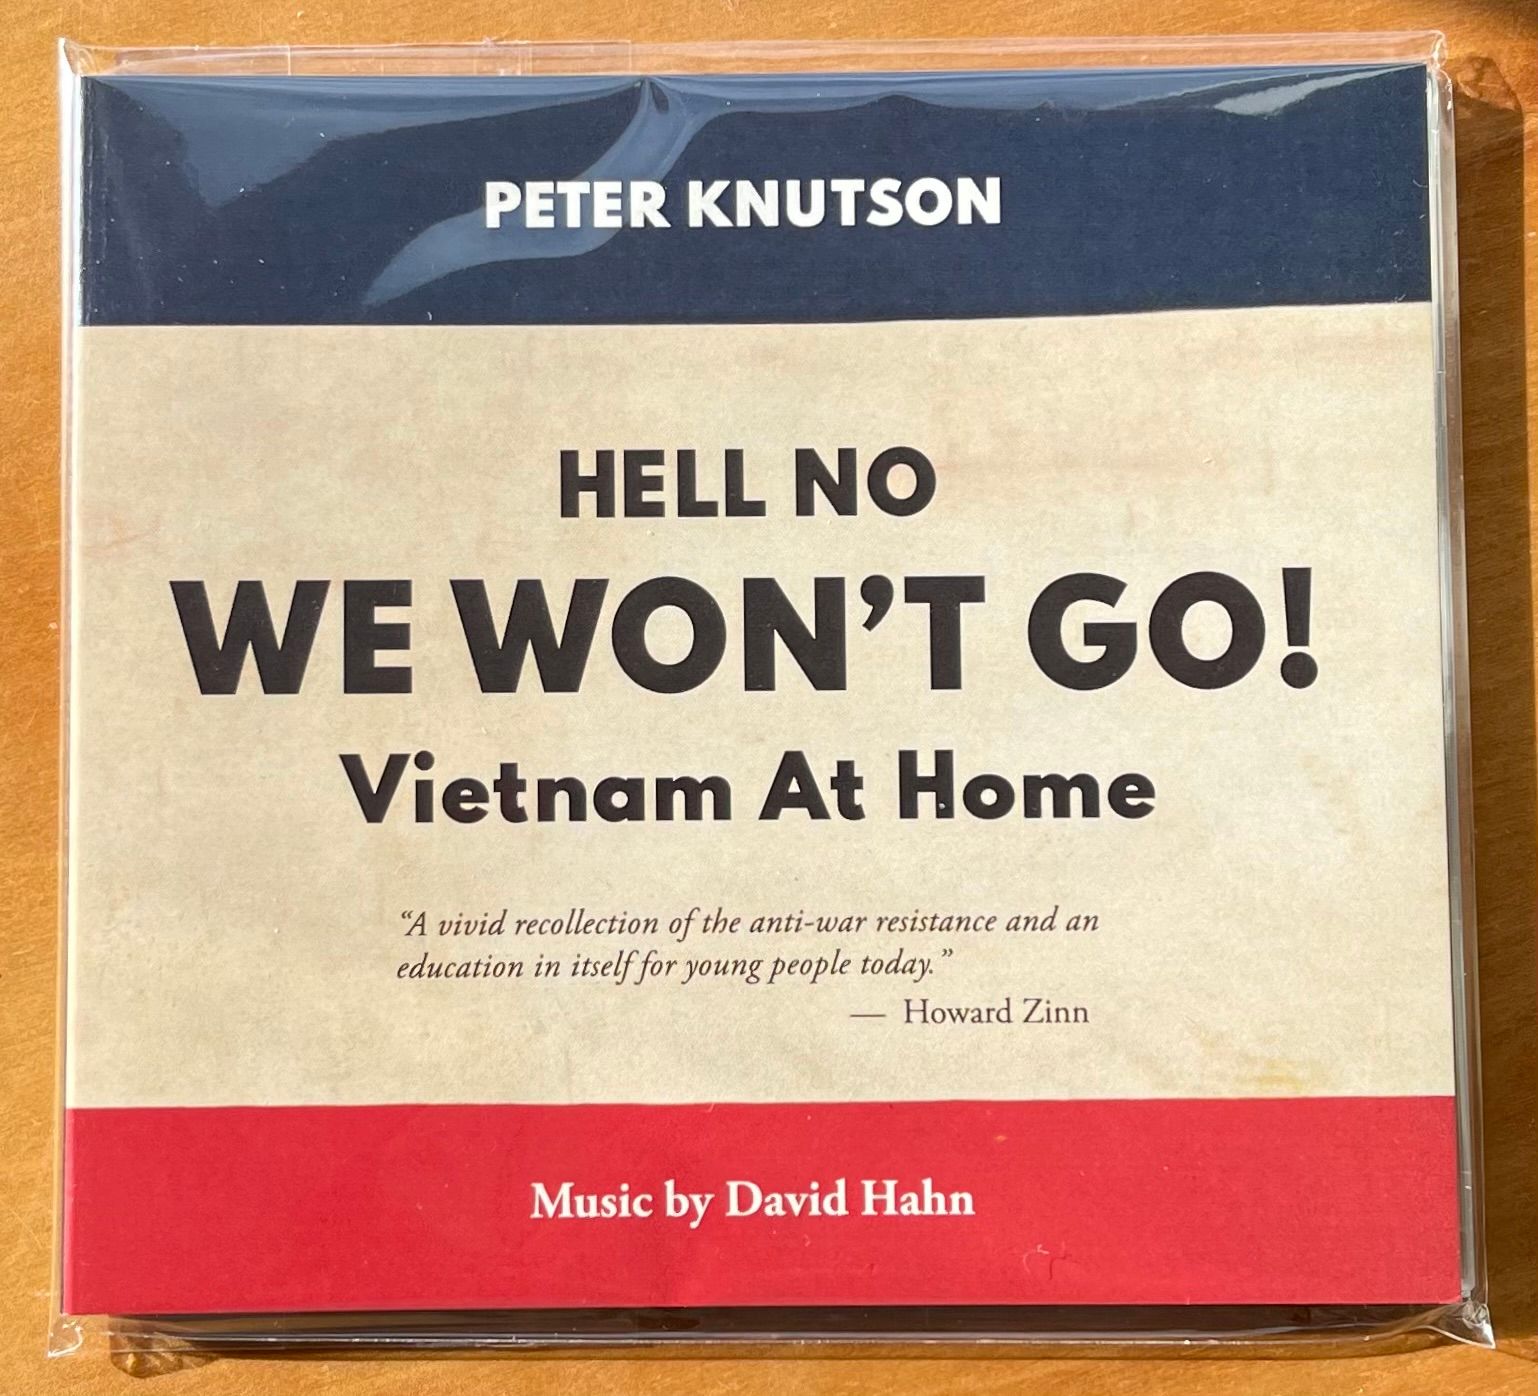 PETER KNUTSON
HELL NO
WE WON’T GO!
Vietnam At Home
“A vivid recollection of the anti-war resistance and an
education in itself for young people today.”
— Howard Zinn
Music by David Hahn